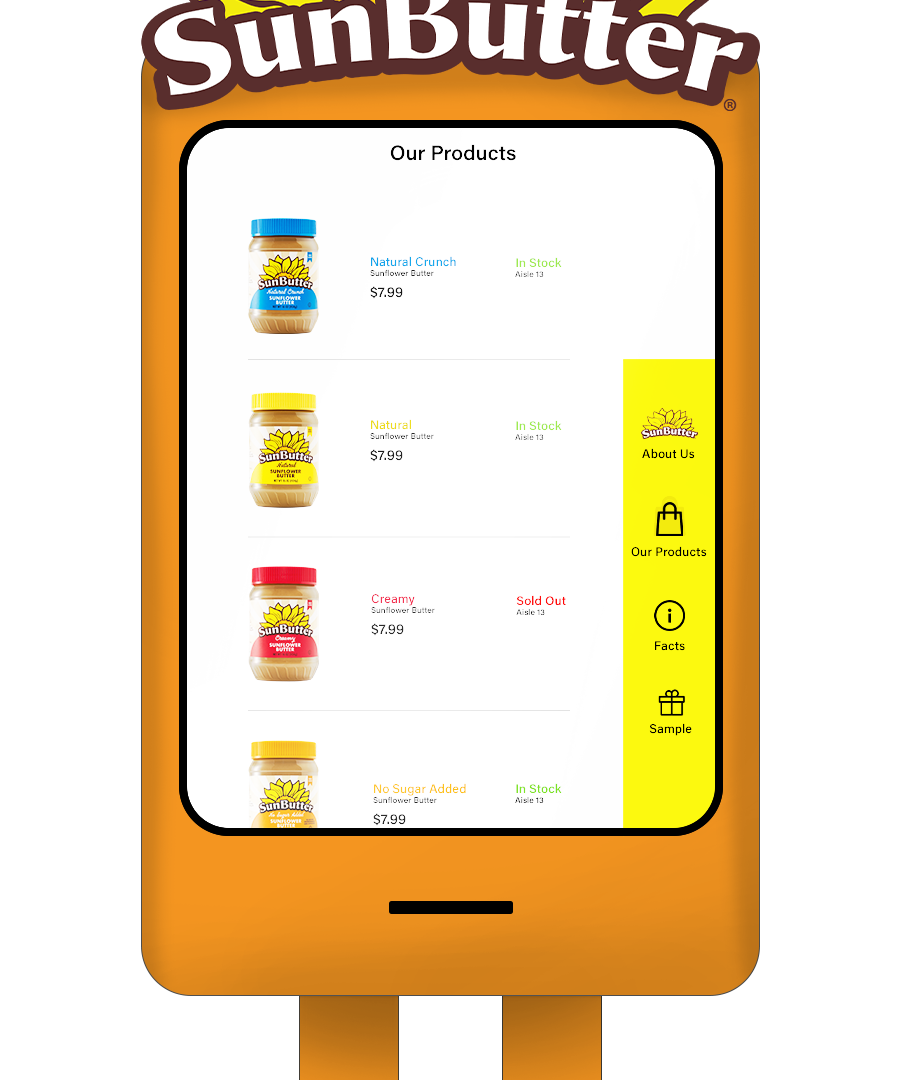 SunButter
®
Our Products
SunButter
Natural Crunch
SUNFLOWER
BUTTER
Natural Crunch
Sunflower Butter
$7.99
In Stock
Aisle 13
SunButter
Natural
SUNFLOWER
BUTTER
Natural
Sunflower Butter
$7.99
In Stock
Aisle 13
SunButter
Creamy
SUNFLOWER
BUTTER
Creamy
Sunflower Butter
$7.99
Sold Out
Aisle 13
SunButter
No Sugar Added
SUNFLOWER
BUTTER
No Sugar Added
Sunflower Butter
$7.99
In Stock
Aisle 13
SunButter
About Us
Our Products
Facts
Sample